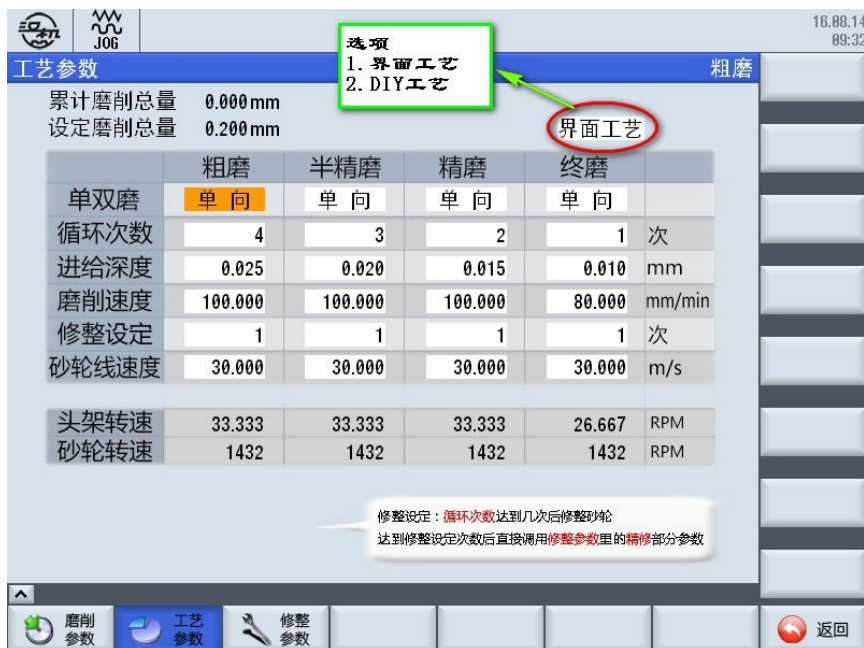 JOG
16.08.14
09:32
选项
1. 界面工艺
2. DIY工艺
工艺参数 粗磨
累计磨削总量 0.000 mm
设定磨削总量 0.200 mm
界面工艺
粗磨 半精磨 精磨 终磨
单双磨 单 向 单 向 单 向 单 向
循环次数 4 3 2 1 次
进给深度 0.025 0.020 0.015 0.010 mm
磨削速度 100.000 100.000 100.000 80.000 mm/min
修整设定 1 1 1 1 次
砂轮线速度 30.000 30.000 30.000 30.000 m/s
头架转速 33.333 33.333 33.333 26.667 RPM
砂轮转速 1432 1432 1432 1432 RPM
修整设定：循环次数达到几次后修整砂轮
达到修整设定次数后直接调用修整参数里的精修部分参数
磨削参数 工艺参数 修整参数 返回